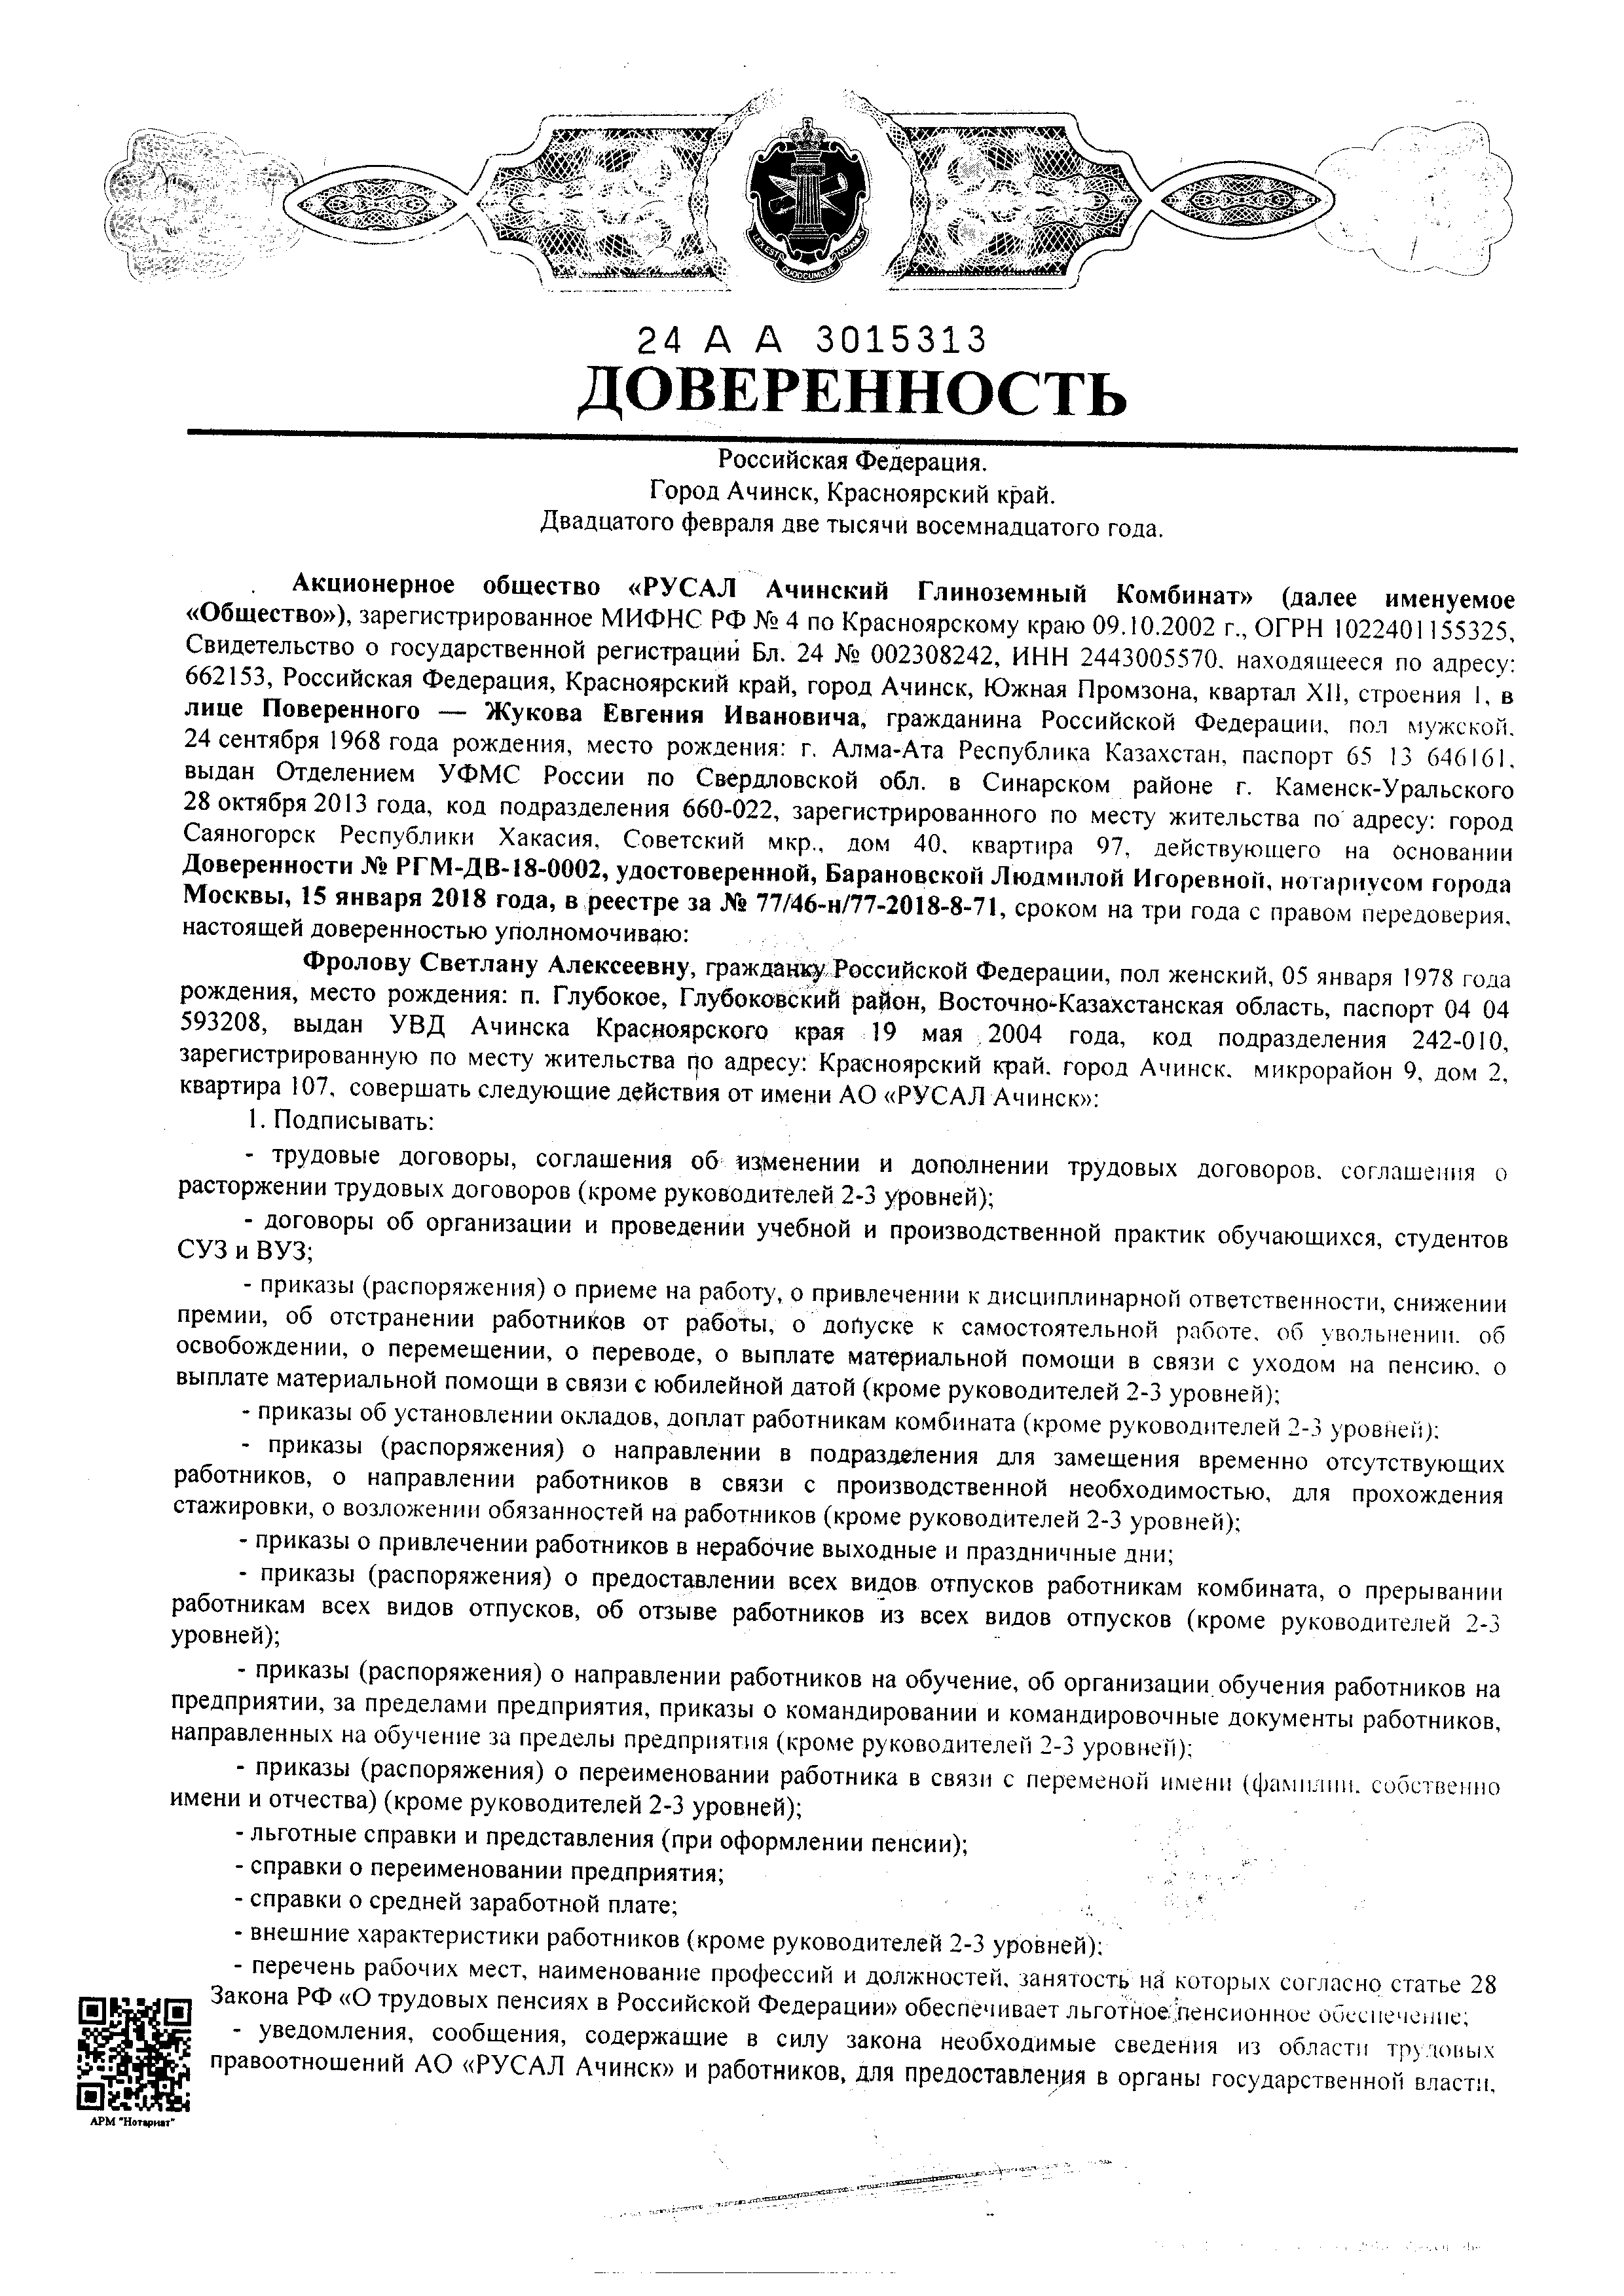 LEX EST QUODCUMQUE NOTAMUS
24 А А 3015313
ДОВЕРЕННОСТЬ
Российская Федерация.
Город Ачинск, Красноярский край.
Двадцатого февраля две тысячи восемнадцатого года.
Акционерное общество «РУСАЛ Ачинский Глиноземный Комбинат» (далее именуемое
«Общество»), зарегистрированное МИФНС РФ № 4 по Красноярскому краю 09.10.2002 г., ОГРН 1022401155325,
Свидетельство о государственной регистраций Бл. 24 № 002308242, ИНН 2443005570, находящееся по адресу:
662153, Российская Федерация, Красноярский край, город Ачинск, Южная Промзона, квартал XII, строения 1, в
лице Поверенного — Жукова Евгения Ивановича, гражданина Российской Федерации, пол мужской,
24 сентября 1968 года рождения, место рождения: г. Алма-Ата Республика Казахстан, паспорт 65 13 646161,
выдан Отделением УФМС России по Свердловской обл. в Синарском районе г. Каменск-Уральского
28 октября 2013 года, код подразделения 660-022, зарегистрированного по месту жительства по адресу: город
Саяногорск Республики Хакасия, Советский мкр., дом 40, квартира 97, действующего на основании
Доверенности № РГМ-ДВ-18-0002, удостоверенной, Барановской Людмилой Игоревной, нотариусом города
Москвы, 15 января 2018 года, в реестре за № 77/46-н/77-2018-8-71, сроком на три года с правом передоверия,
настоящей доверенностью уполномочиваю:
Фролову Светлану Алексеевну, гражданку Российской Федерации, пол женский, 05 января 1978 года
рождения, место рождения: п. Глубокое, Глубоковский район, Восточно-Казахстанская область, паспорт 04 04
593208, выдан УВД Ачинска Красноярского края 19 мая 2004 года, код подразделения 242-010,
зарегистрированную по месту жительства по адресу: Красноярский край, город Ачинск, микрорайон 9, дом 2,
квартира 107, совершать следующие действия от имени АО «РУСАЛ Ачинск»:
1. Подписывать:
- трудовые договоры, соглашения об изменении и дополнении трудовых договоров, соглашения о
расторжении трудовых договоров (кроме руководителей 2-3 уровней);
- договоры об организации и проведении учебной и производственной практик обучающихся, студентов
СУЗ и ВУЗ;
- приказы (распоряжения) о приеме на работу, о привлечении к дисциплинарной ответственности, снижении
премии, об отстранении работников от работы, о допуске к самостоятельной работе, об увольнении, об
освобождении, о перемещении, о переводе, о выплате материальной помощи в связи с уходом на пенсию, о
выплате материальной помощи в связи с юбилейной датой (кроме руководителей 2-3 уровней);
- приказы об установлении окладов, доплат работникам комбината (кроме руководителей 2-3 уровней);
- приказы (распоряжения) о направлении в подразделения для замещения временно отсутствующих
работников, о направлении работников в связи с производственной необходимостью, для прохождения
стажировки, о возложении обязанностей на работников (кроме руководителей 2-3 уровней);
- приказы о привлечении работников в нерабочие выходные и праздничные дни;
- приказы (распоряжения) о предоставлении всех видов отпусков работникам комбината, о прерывании
работникам всех видов отпусков, об отзыве работников из всех видов отпусков (кроме руководителей 2-3
уровней);
- приказы (распоряжения) о направлении работников на обучение, об организации обучения работников на
предприятии, за пределами предприятия, приказы о командировании и командировочные документы работников,
направленных на обучение за пределы предприятия (кроме руководителей 2-3 уровней);
- приказы (распоряжения) о переименовании работника в связи с переменой имени (фамилии, собственно
имени и отчества) (кроме руководителей 2-3 уровней);
- льготные справки и представления (при оформлении пенсии);
- справки о переименовании предприятия;
- справки о средней заработной плате;
- внешние характеристики работников (кроме руководителей 2-3 уровней);
- перечень рабочих мест, наименование профессий и должностей, занятость на которых согласно статье 28
Закона РФ «О трудовых пенсиях в Российской Федерации» обеспечивает льготное пенсионное обеспечение;
- уведомления, сообщения, содержащие в силу закона необходимые сведения из области трудовых
правоотношений АО «РУСАЛ Ачинск» и работников, для предоставления в органы государственной власти,
АРМ "Нотариат"